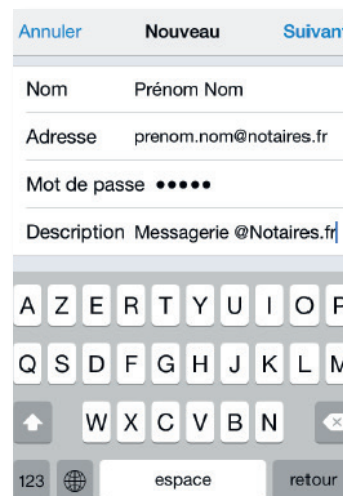 Annuler Nouveau Suivant
Nom Prénom Nom
Adresse prenom.nom@notaires.fr
Mot de passe •••••
Description Messagerie @Notaires.fr
A Z E R T Y U I O P
Q S D F G H J K L M
W X C V B N
123 espace retour